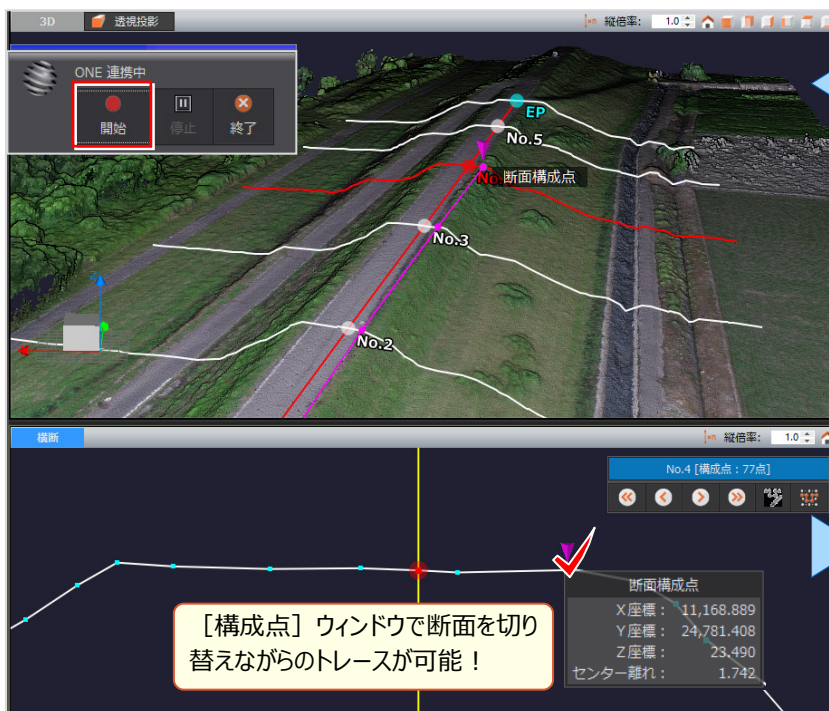 3D 透視投影 縦倍率： 1.0
ONE 連携中
開始 停止 終了
EP
No.5
No. 断面構成点
No.3
Z
No.2
横断 縦倍率： 1.0
No.4 [構成点：77点]
断面構成点
X座標： 11,168.889
Y座標： 24,781.408
Z座標： 23.490
センター離れ： 1.742
［構成点］ウィンドウで断面を切り
替えながらのトレースが可能！